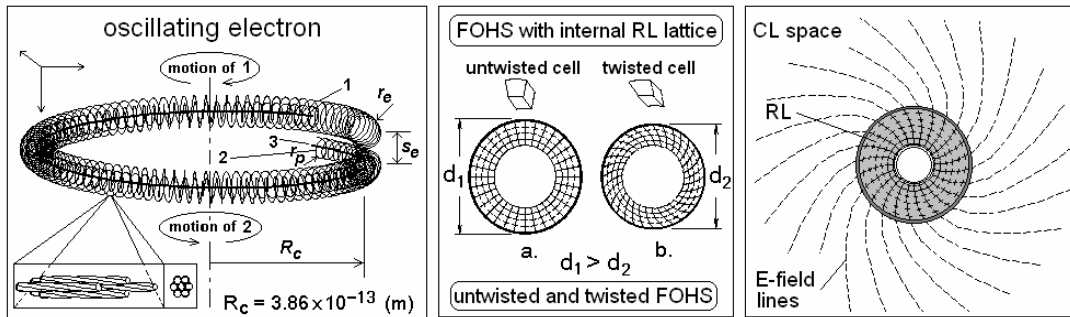 oscillating electron
motion of 1
1
r_e
s_e
3
2
r_p
motion of 2
R_c
R_c = 3.86 x 10^-13 (m)
FOHS with internal RL lattice
untwisted cell twisted cell
d_1 d_2
a. b.
d_1 > d_2
untwisted and twisted FOHS
CL space
RL
E-field
lines